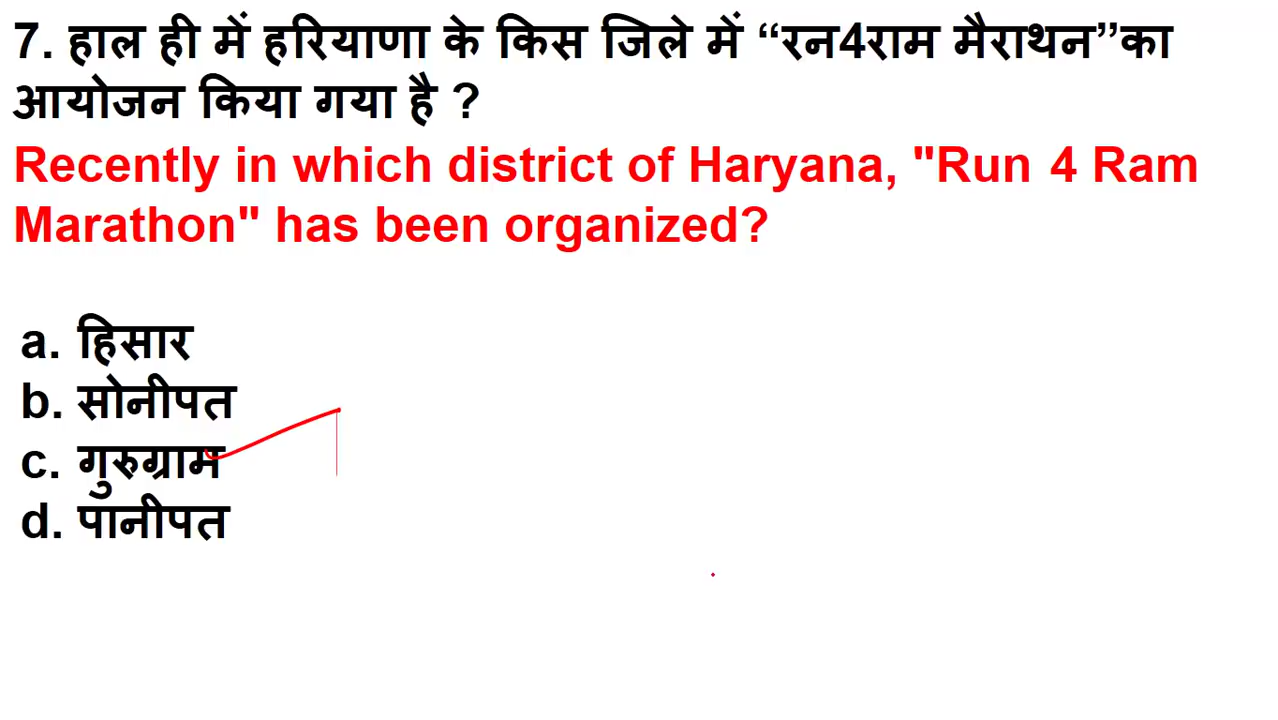 7. हाल ही में हरियाणा के किस जिले में “रन4राम मैराथन”का
आयोजन किया गया है ?
Recently in which district of Haryana, "Run 4 Ram
Marathon" has been organized?
a. हिसार
b. सोनीपत
c. गुरुग्राम
d. पानीपत